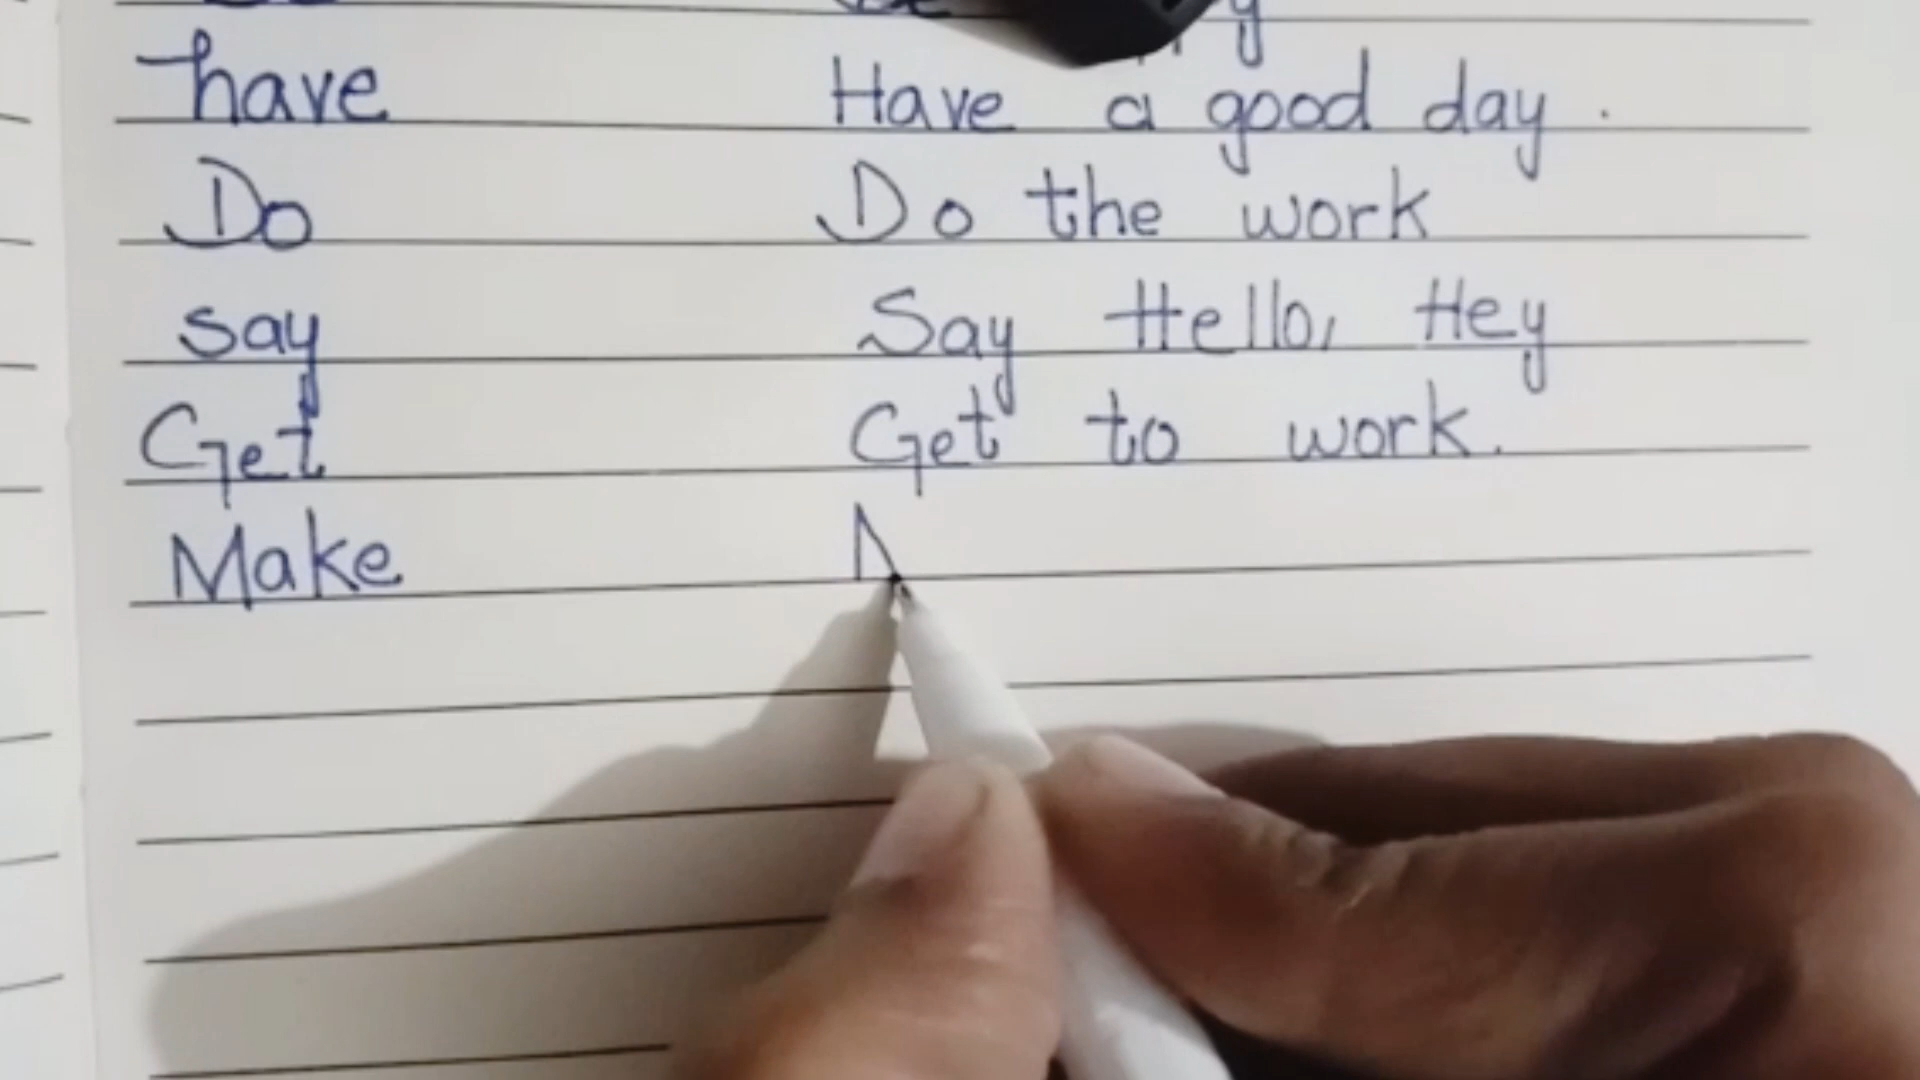 have Have a good day.
Do Do the work
say Say Hello, Hey
Get Get to work.
Make